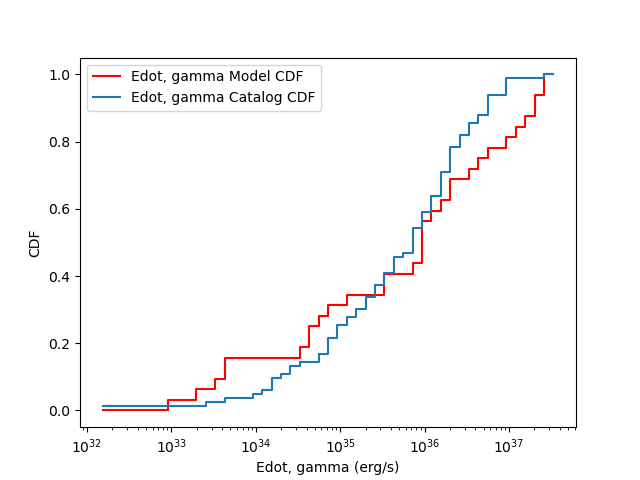 Edot, gamma Model CDF
Edot, gamma Catalog CDF
1.0
0.8
0.6
0.4
0.2
0.0
CDF
10³² 10³³ 10³⁴ 10³⁵ 10³⁶ 10³⁷
Edot, gamma (erg/s)